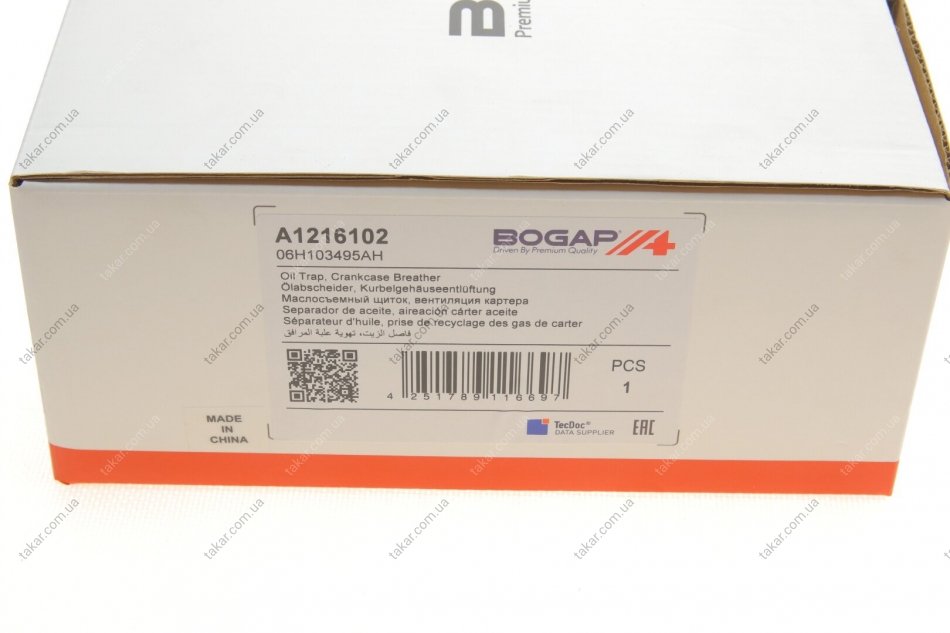 B
Premiu
A1216102
06H103495AH
BOGAP
Driven By Premium Quality
Oil Trap, Crankcase Breather
Ölabscheider, Kurbelgehäuseentlüftung
Маслосъемный щиток, вентиляция картера
Separador de aceite, aireación cárter aceite
Séparateur d'huile, prise de recyclage des gas de carter
فاصل الزيت، تهوية علبة المرافق
4 251789 116697
PCS
1
MADE
IN
CHINA
TecDoc®
DATA SUPPLIER
EAC
takar.com.ua